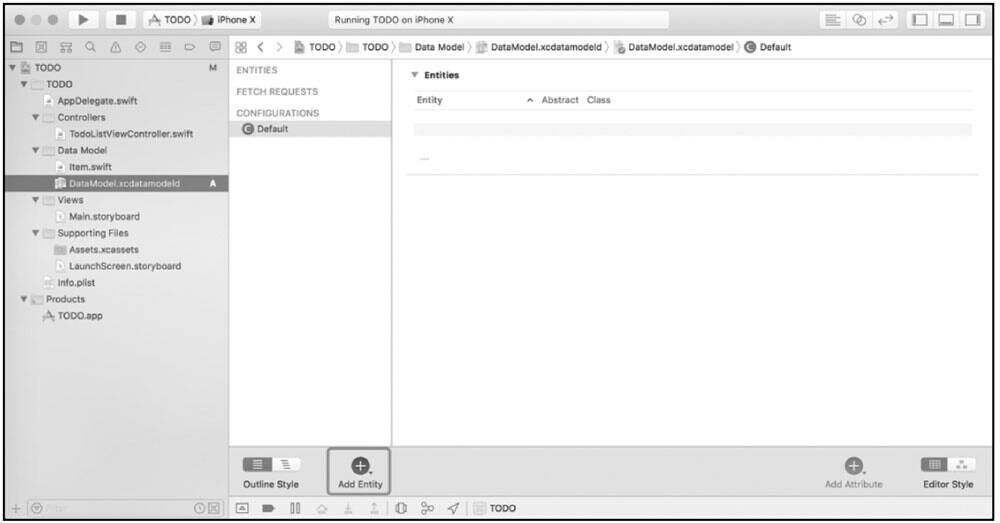 TODO iPhone X
Running TODO on iPhone X
TODO TODO Data Model DataModel.xcdatamodeld DataModel.xcdatamodel Default
TODO M
TODO
AppDelegate.swift
Controllers
TodoListViewController.swift
Data Model
Item.swift
DataModel.xcdatamodeld A
Views
Main.storyboard
Supporting Files
Assets.xcassets
LaunchScreen.storyboard
Info.plist
Products
TODO.app
ENTITIES
FETCH REQUESTS
CONFIGURATIONS
C Default
Entities
Entity Abstract Class
Outline Style
Add Entity
Add Attribute
Editor Style
Filter
TODO